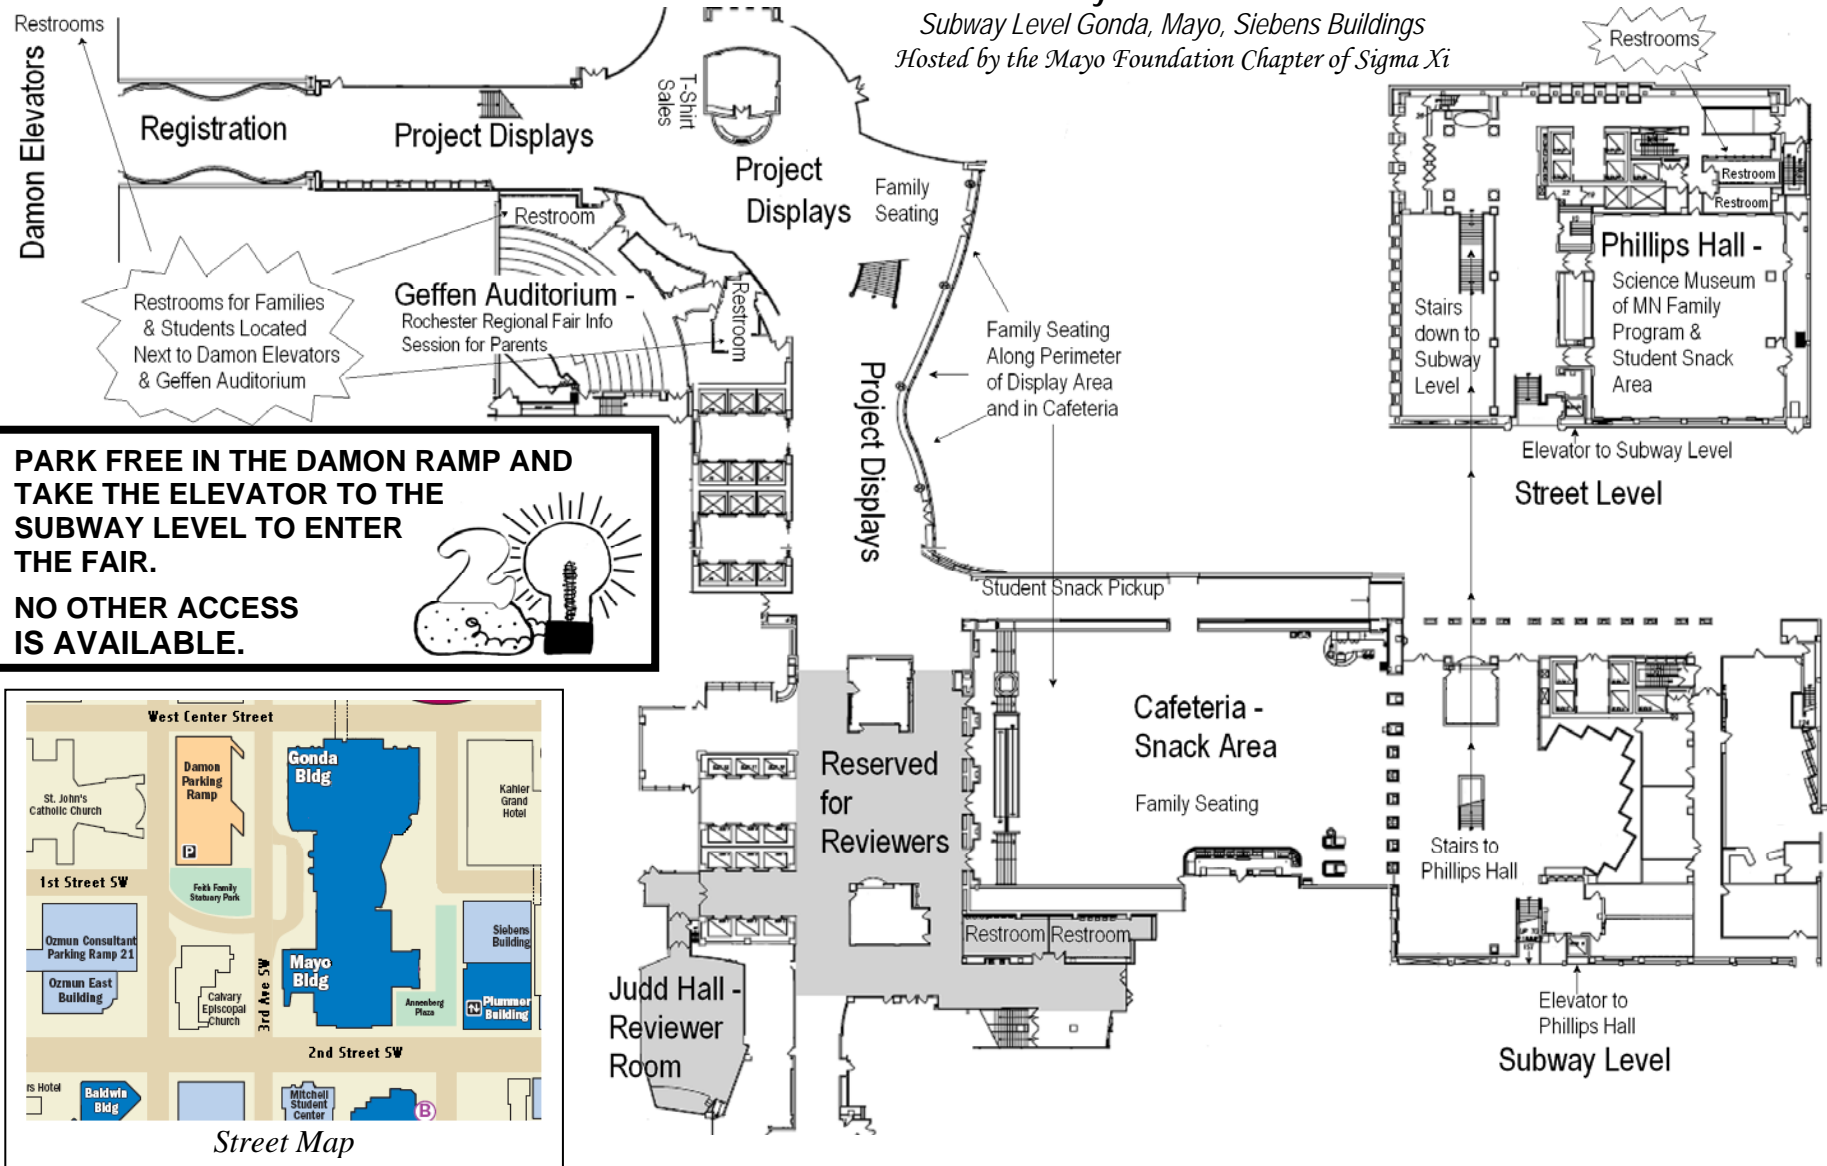 Subway Level Gonda, Mayo, Siebens Buildings
Hosted by the Mayo Foundation Chapter of Sigma Xi
Restrooms
Damon Elevators
Registration
Project Displays
T-Shirt
Sales
Project
Displays
Family
Seating
Restroom
Restrooms for Families
& Students Located
Next to Damon Elevators
& Geffen Auditorium
Geffen Auditorium -
Rochester Regional Fair Info
Session for Parents
Restroom
Project Displays
Family Seating
Along Perimeter
of Display Area
and in Cafeteria
Restrooms
Restroom
Restroom
Phillips Hall -
Science Museum
of MN Family
Program &
Student Snack
Area
Stairs
down to
Subway
Level
Elevator to Subway Level
Street Level
PARK FREE IN THE DAMON RAMP AND
TAKE THE ELEVATOR TO THE
SUBWAY LEVEL TO ENTER
THE FAIR.
NO OTHER ACCESS
IS AVAILABLE.
2
Student Snack Pickup
Cafeteria -
Snack Area
Family Seating
Reserved
for
Reviewers
Restroom
Restroom
Judd Hall -
Reviewer
Room
Stairs to
Phillips Hall
Elevator to
Phillips Hall
Subway Level
West Center Street
Damon
Parking
Ramp
P
Gonda
Bldg
St. John's
Catholic Church
Kahler
Grand
Hotel
1st Street SW
Feith Family
Statuary Park
Ozmun Consultant
Parking Ramp 21
Ozmun East
Building
Calvary
Episcopal
Church
3rd Ave SW
Mayo
Bldg
Annenberg
Plaza
Siebens
Building
Plummer
Building
2nd Street SW
rs Hotel
Baldwin
Bldg
Mitchell
Student
Center
B
Street Map